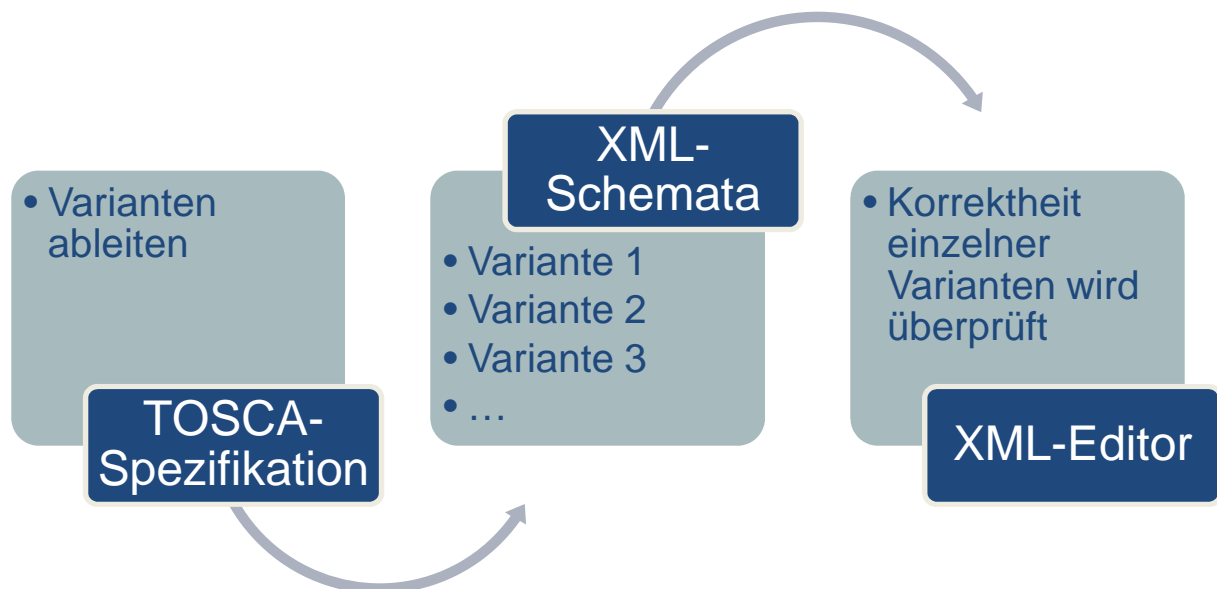 • Varianten
ableiten
TOSCA-
Spezifikation
XML-
Schemata
• Variante 1
• Variante 2
• Variante 3
• …
• Korrektheit
einzelner
Varianten wird
überprüft
XML-Editor